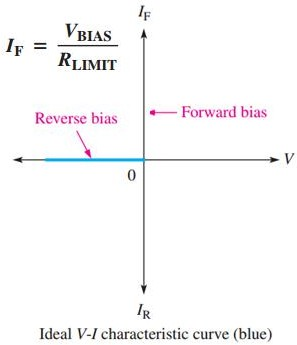 I_F
I_F = V_BIAS / R_LIMIT
Reverse bias
Forward bias
V
0
I_R
Ideal V-I characteristic curve (blue)